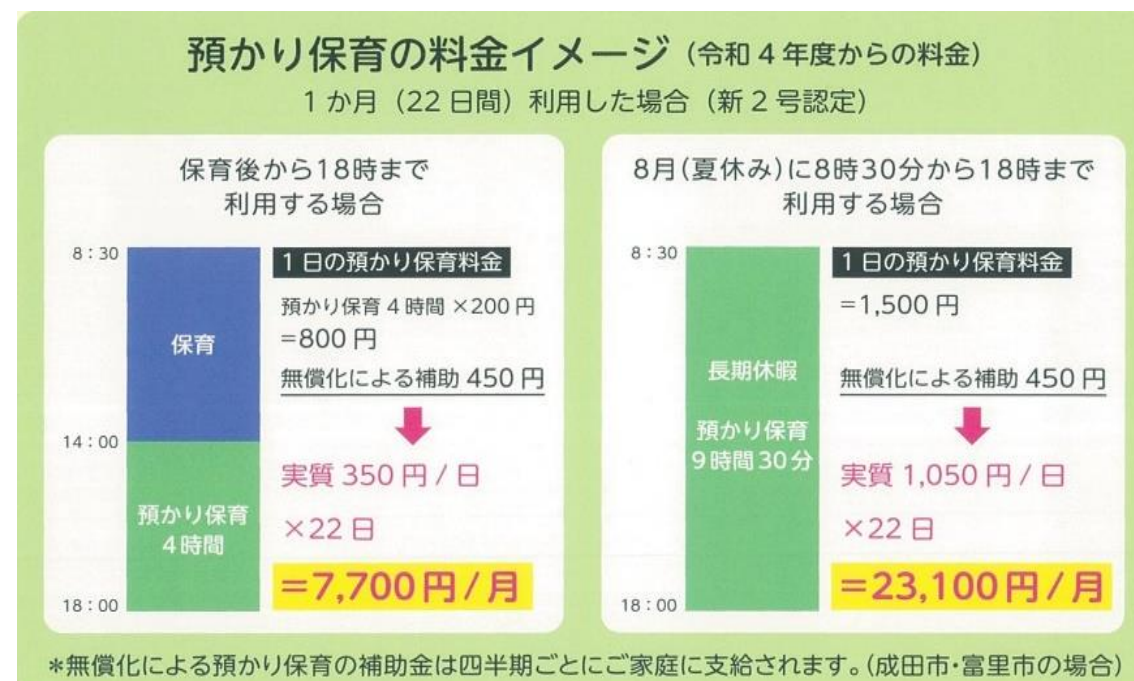 預かり保育の料金イメージ（令和４年度からの料金）
１か月（22日間）利用した場合（新２号認定）
保育後から18時まで
利用する場合
8：30
保育
14：00
預かり保育
４時間
18：00
１日の預かり保育料金
預かり保育４時間×200円
＝800円
無償化による補助 450円
実質 350円／日
×22日
＝7,700円／月
8月（夏休み）に8時30分から18時まで
利用する場合
8：30
長期休暇
預かり保育
９時間30分
18：00
１日の預かり保育料金
＝1,500円
無償化による補助 450円
実質 1,050円／日
×22日
＝23,100円／月
＊無償化による預かり保育の補助金は四半期ごとにご家庭に支給されます。（成田市・富里市の場合）